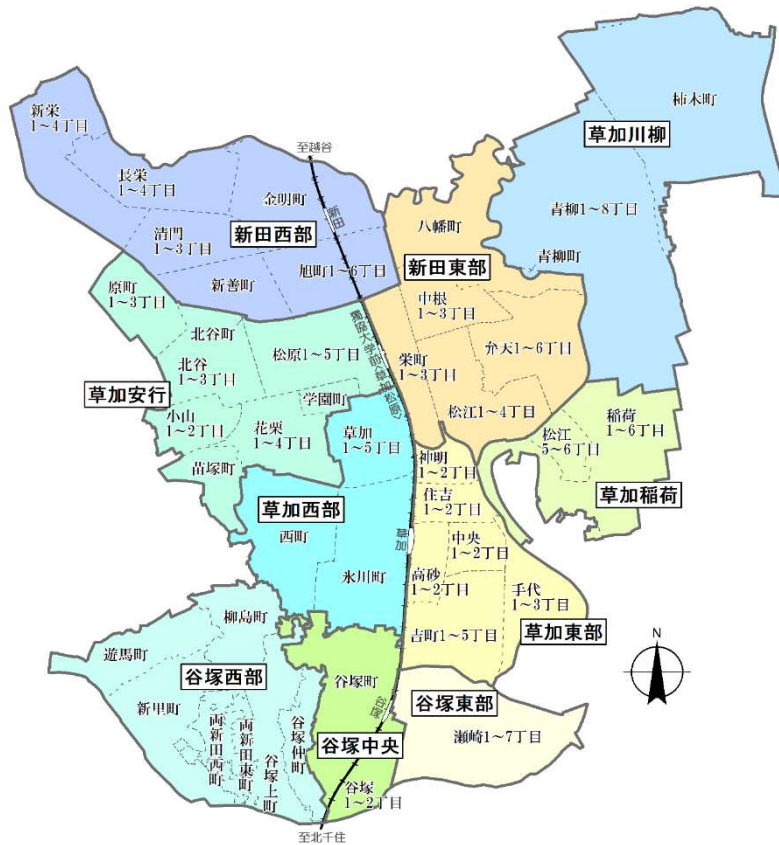 柿木町
新栄
1～4丁目
草加川柳
至越谷
長栄
1～4丁目
金明町
青柳1～8丁目
新田
八幡町
清門
1～3丁目
新田西部
青柳町
新田東部
旭町1～6丁目
新善町
原町
1～3丁目
中根
1～3丁目
北谷町
獨協大学前〈草加松原〉
弁天1～6丁目
松原1～5丁目
栄町
1～3丁目
北谷
1～3丁目
草加安行
学園町
小山
1～2丁目
花栗
1～4丁目
松江1～4丁目
稲荷
1～6丁目
草加
1～5丁目
松江
5～6丁目
神明
1～2丁目
苗塚町
住吉
1～2丁目
草加稲荷
草加西部
西町
草加
中央
1～2丁目
氷川町
高砂
1～2丁目
手代
1～3丁目
柳島町
吉町1～5丁目
草加東部
N
遊馬町
谷塚西部
谷塚町
谷塚東部
新里町
谷塚
両新田西町
両新田東町
谷塚上町
谷塚仲町
谷塚中央
瀬崎1～7丁目
谷塚
1～2丁目
至北千住